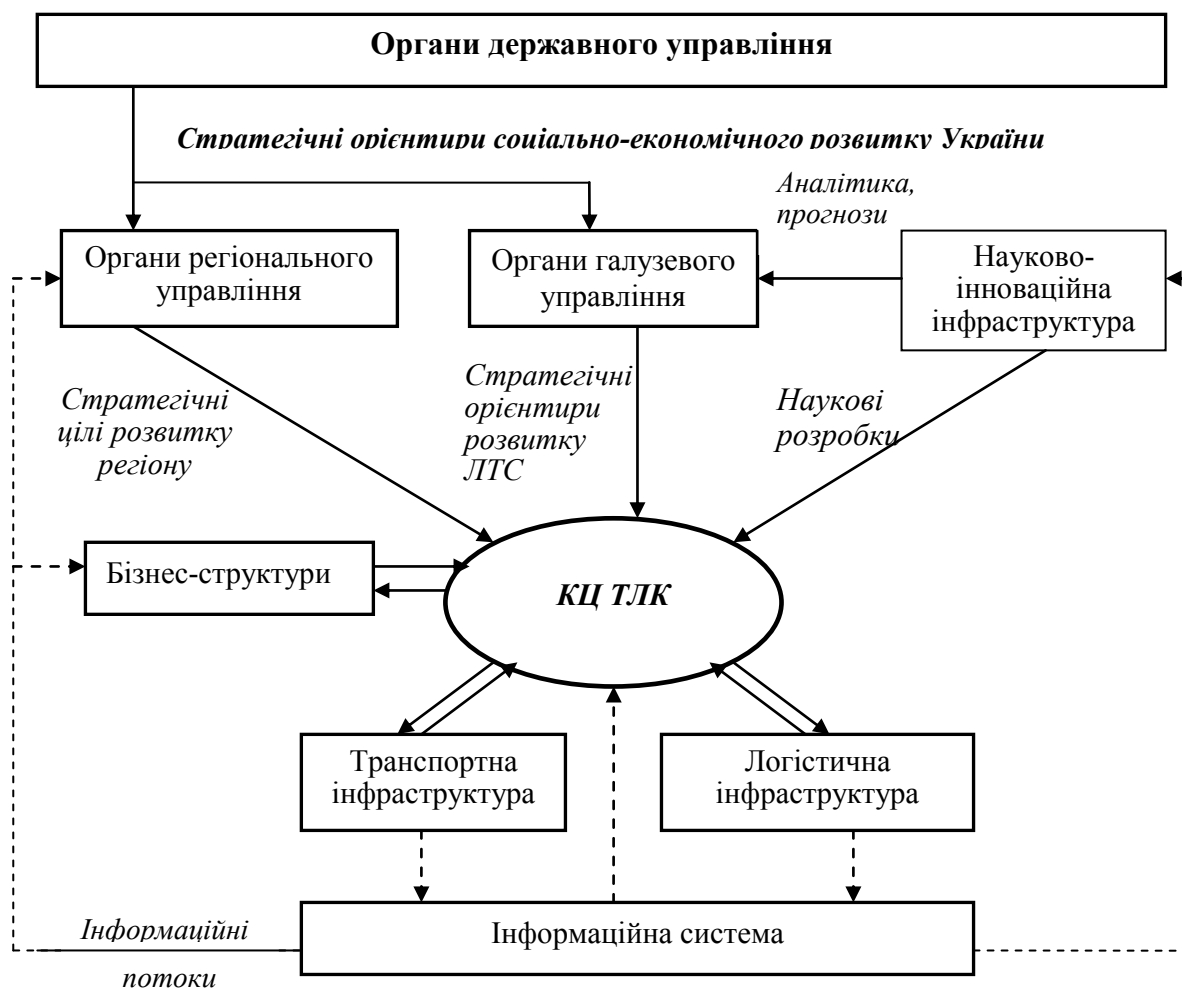 Органи державного управління
Стратегічні орієнтири соціально-економічного розвитку України
Аналітика,
прогнози
Органи регіонального
управління
Органи галузевого
управління
Науково-
інноваційна
інфраструктура
Стратегічні
цілі розвитку
регіону
Стратегічні
орієнтири
розвитку
ЛТС
Наукові
розробки
Бізнес-структури
КЦ ТЛК
Транспортна
інфраструктура
Логістична
інфраструктура
Інформаційні
потоки
Інформаційна система